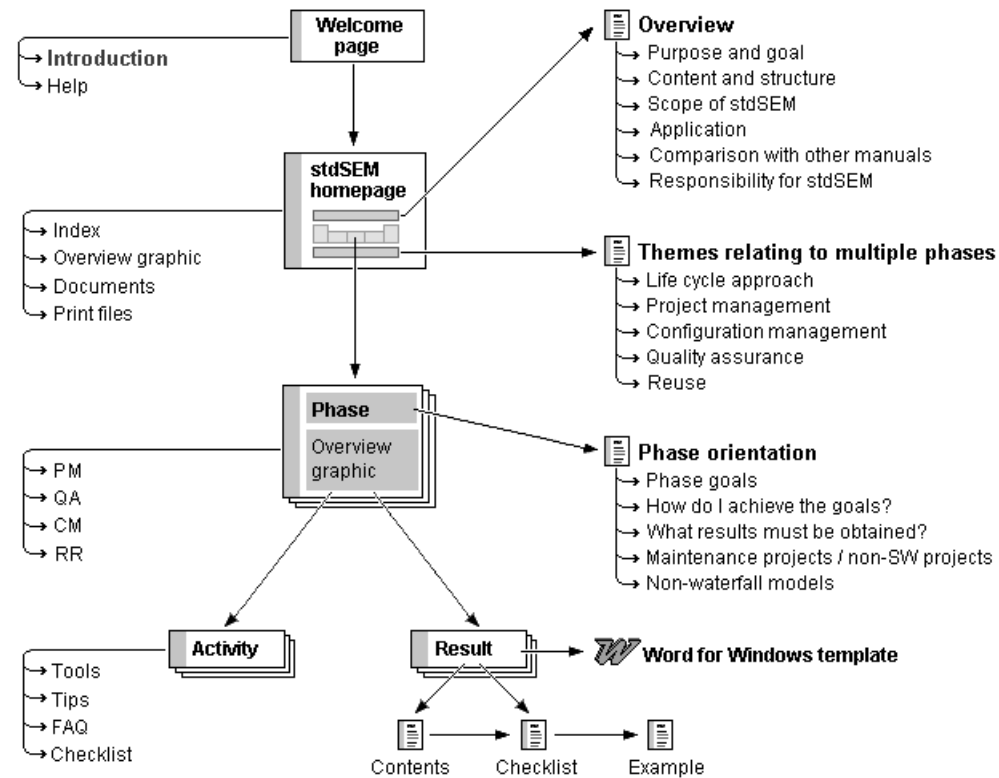 Welcome
page
Introduction
Help
Overview
Purpose and goal
Content and structure
Scope of stdSEM
Application
Comparison with other manuals
Responsibility for stdSEM
stdSEM
homepage
Index
Overview graphic
Documents
Print files
Themes relating to multiple phases
Life cycle approach
Project management
Configuration management
Quality assurance
Reuse
Phase
Overview
graphic
PM
QA
CM
RR
Phase orientation
Phase goals
How do I achieve the goals?
What results must be obtained?
Maintenance projects / non-SW projects
Non-waterfall models
Activity
Tools
Tips
FAQ
Checklist
Result
W Word for Windows template
Contents
Checklist
Example